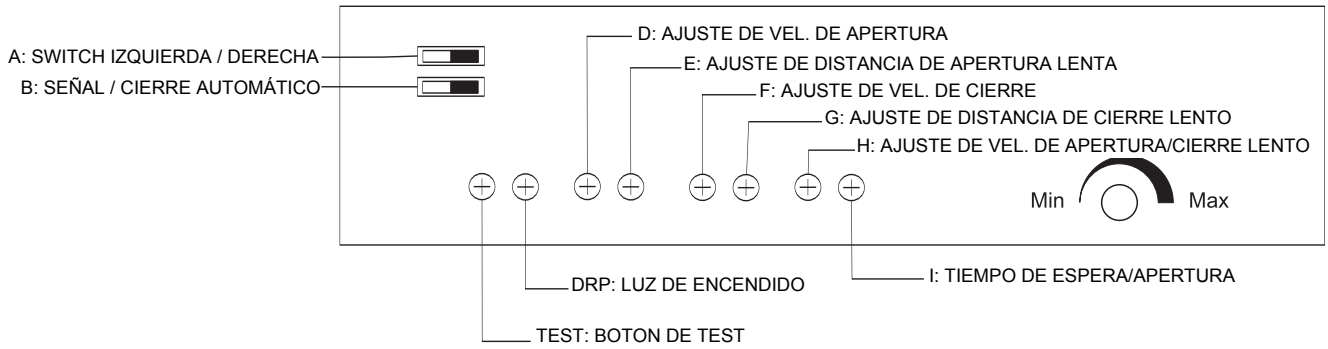 D: AJUSTE DE VEL. DE APERTURA
A: SWITCH IZQUIERDA / DERECHA
E: AJUSTE DE DISTANCIA DE APERTURA LENTA
B: SEÑAL / CIERRE AUTOMÁTICO
F: AJUSTE DE VEL. DE CIERRE
G: AJUSTE DE DISTANCIA DE CIERRE LENTO
H: AJUSTE DE VEL. DE APERTURA/CIERRE LENTO
Min Max
I: TIEMPO DE ESPERA/APERTURA
DRP: LUZ DE ENCENDIDO
TEST: BOTON DE TEST